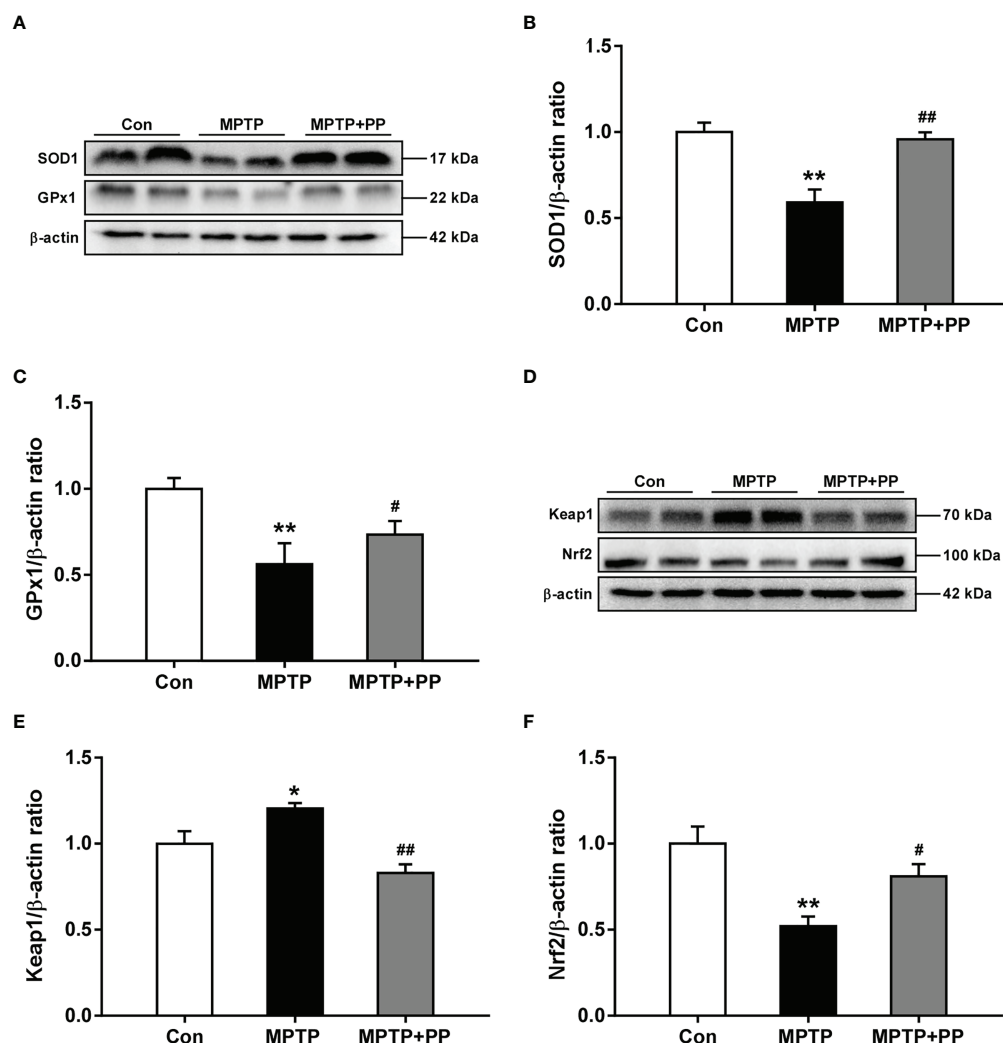 A
Con MPTP MPTP+PP
SOD1 17 kDa
GPx1 22 kDa
β-actin 42 kDa
B
SOD1/β-actin ratio
1.5
1.0
0.5
0.0
**
##
Con MPTP MPTP+PP
C
GPx1/β-actin ratio
1.5
1.0
0.5
0.0
**
#
Con MPTP MPTP+PP
D
Con MPTP MPTP+PP
Keap1 70 kDa
Nrf2 100 kDa
β-actin 42 kDa
E
Keap1/β-actin ratio
1.5
1.0
0.5
0.0
*
##
Con MPTP MPTP+PP
F
Nrf2/β-actin ratio
1.5
1.0
0.5
0.0
**
#
Con MPTP MPTP+PP